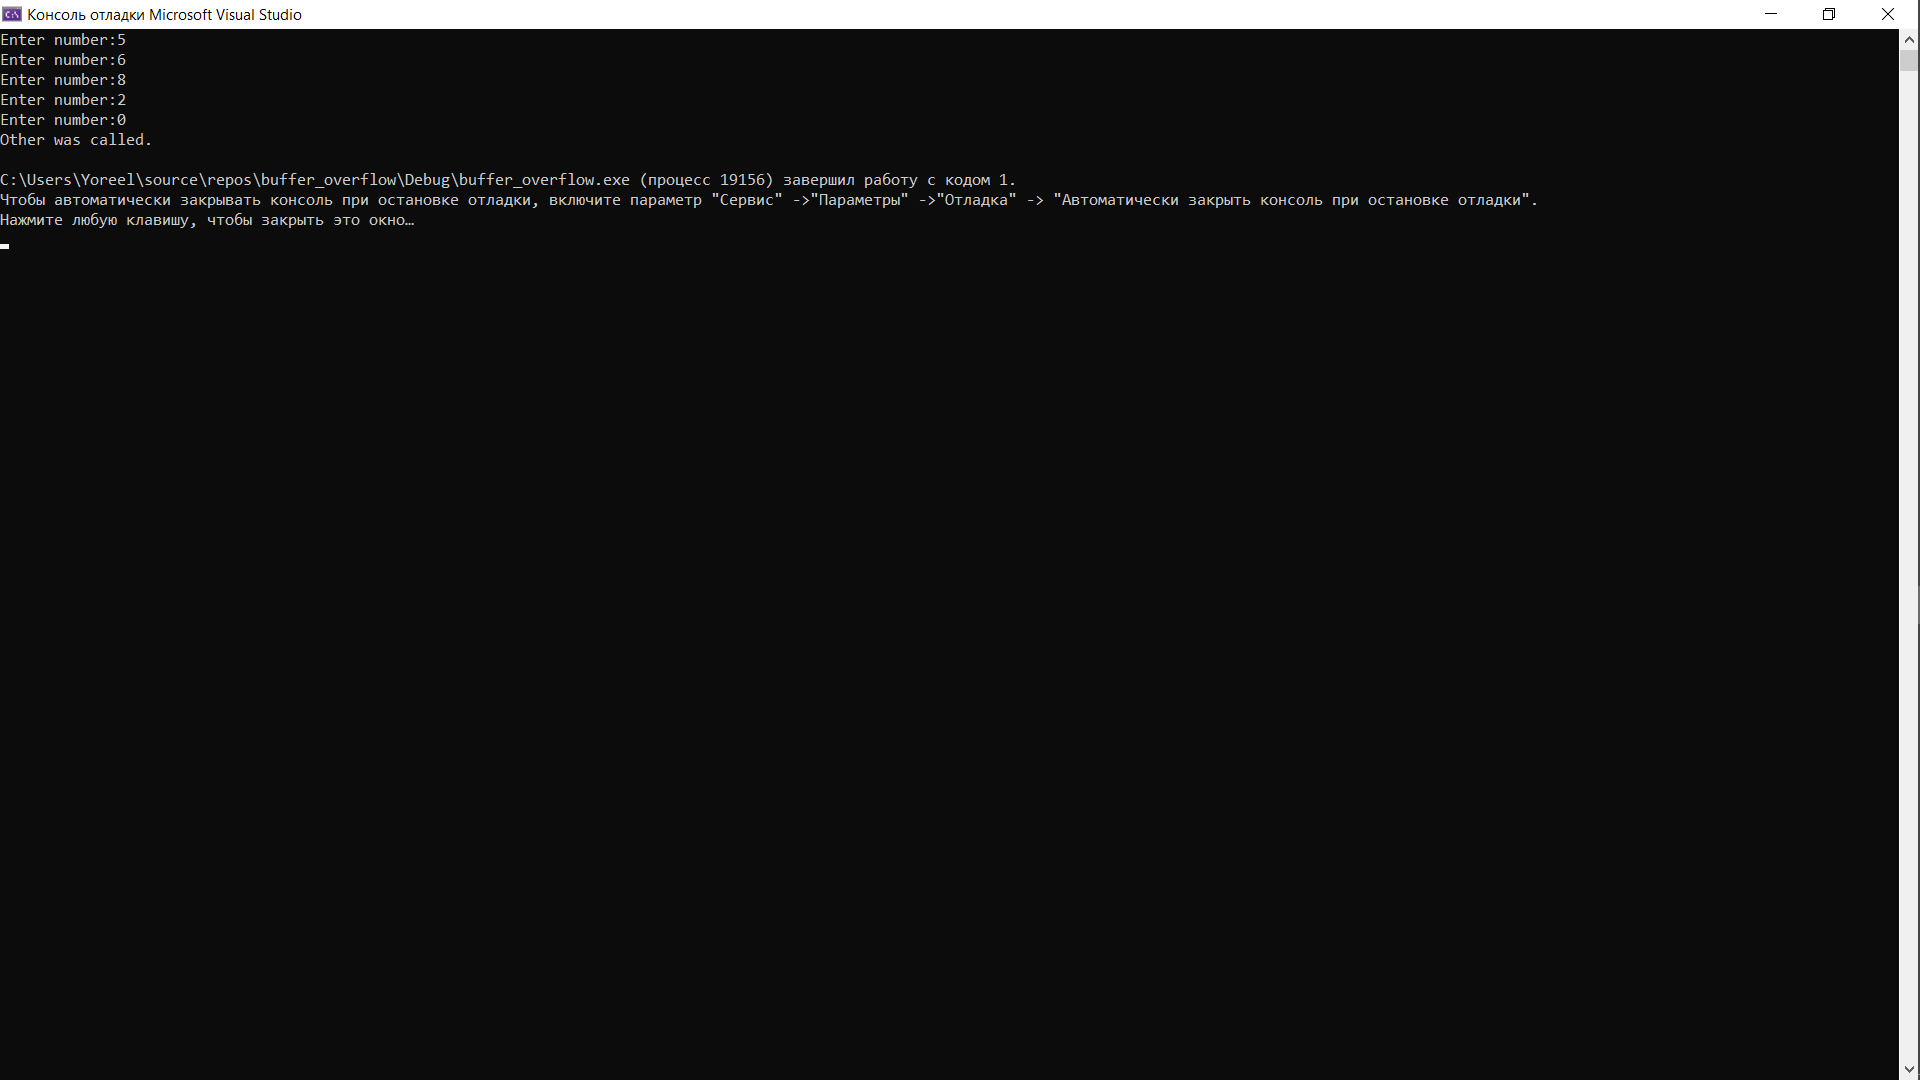 Консоль отладки Microsoft Visual Studio
Enter number:5
Enter number:6
Enter number:8
Enter number:2
Enter number:0
Other was called.
C:\Users\Yoreel\source\repos\buffer_overflow\Debug\buffer_overflow.exe (процесс 19156) завершил работу с кодом 1.
Чтобы автоматически закрывать консоль при остановке отладки, включите параметр "Сервис" ->"Параметры" ->"Отладка" -> "Автоматически закрыть консоль при остановке отладки".
Нажмите любую клавишу, чтобы закрыть это окно…